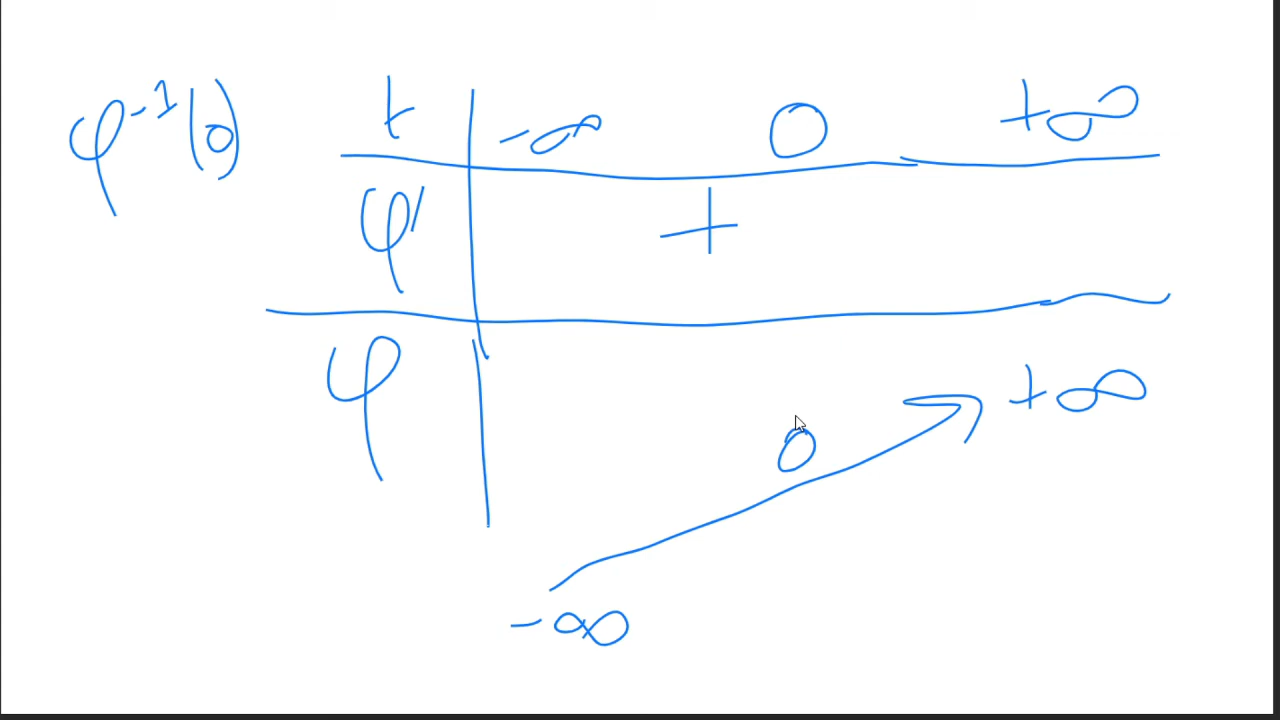 φ⁻¹(0)
t -∞ 0 +∞
φ' +
φ 0 +∞
-∞